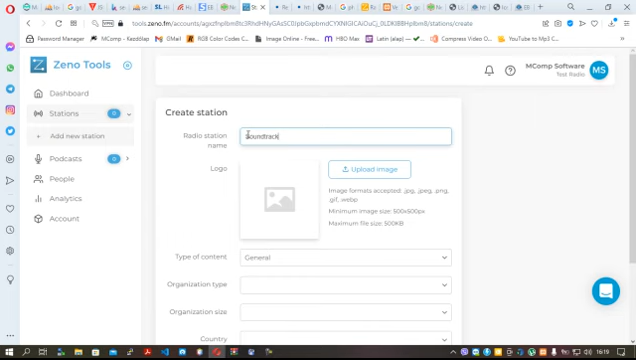 tools.zeno.fm/accounts/
/stations/create
Password Manager
MComp - Kezdőlap
GMail
RGB Color Codes C...
Image Online - Free...
M-tel
HBO Max
Latin (alap) — core...
Compress Video O...
YouTube to Mp3 C...
Zeno Tools
MComp Software
Test Radio
MS
Dashboard
Stations
0
Add new station
Podcasts
0
People
Analytics
Account
Create station
Radio station name
Soundtrack
Logo
Upload image
Image formats accepted: .jpg, .jpeg, .png, .gif, .webp
Minimum image size: 500x500px
Maximum file size: 500KB
Type of content
General
Organization type
Organization size
Country
16:19